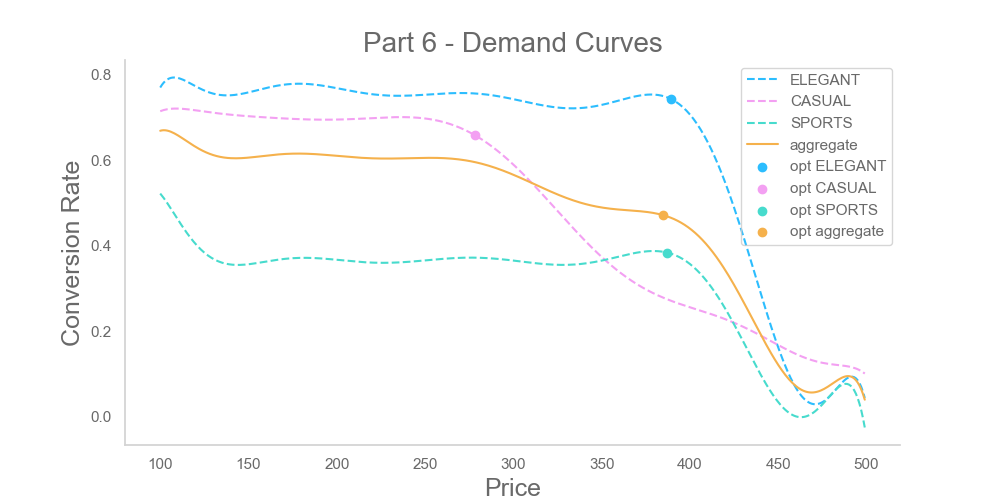 Part 6 - Demand Curves
ELEGANT
CASUAL
SPORTS
aggregate
opt ELEGANT
opt CASUAL
opt SPORTS
opt aggregate
Conversion Rate
0.8
0.6
0.4
0.2
0.0
100 150 200 250 300 350 400 450 500
Price